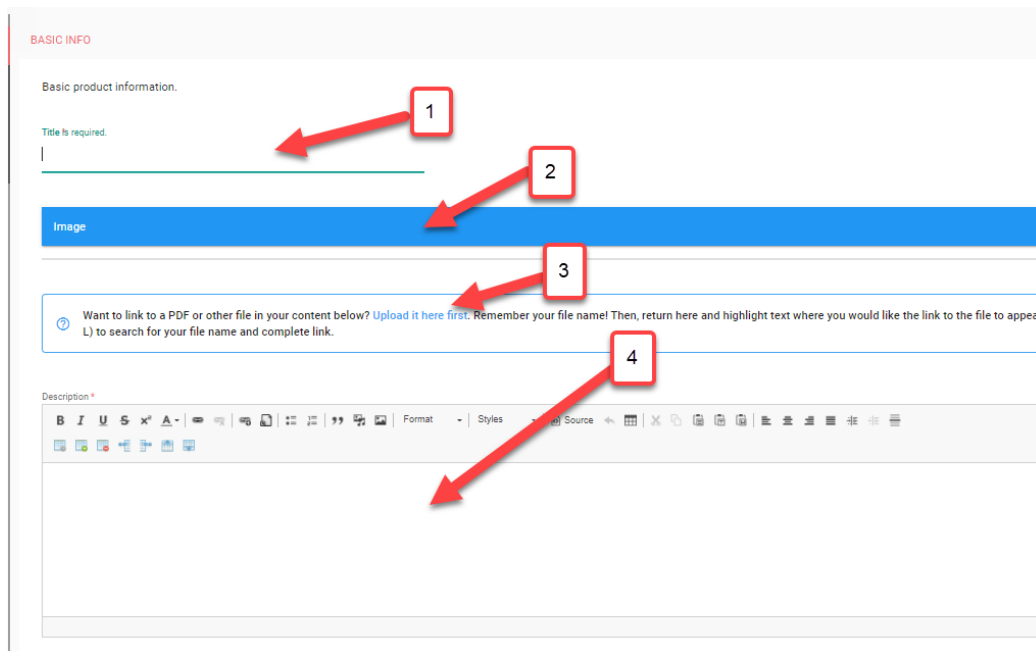 BASIC INFO
Basic product information.
1
Title is required.
2
Image
3
Want to link to a PDF or other file in your content below? Upload it here first. Remember your file name! Then, return here and highlight text where you would like the link to the file to appea
L) to search for your file name and complete link.
4
Description *
B I U S x² A Format Styles Source